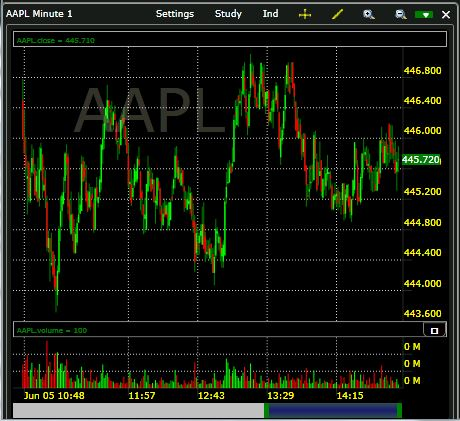 AAPL Minute 1 Settings Study Ind
AAPL.close = 445.710
AAPL
446.800
446.400
446.000
445.720
445.200
444.800
444.400
444.000
443.600
AAPL.volume = 100
0 M
0 M
0 M
Jun 05 10:48 11:57 12:43 13:29 14:15